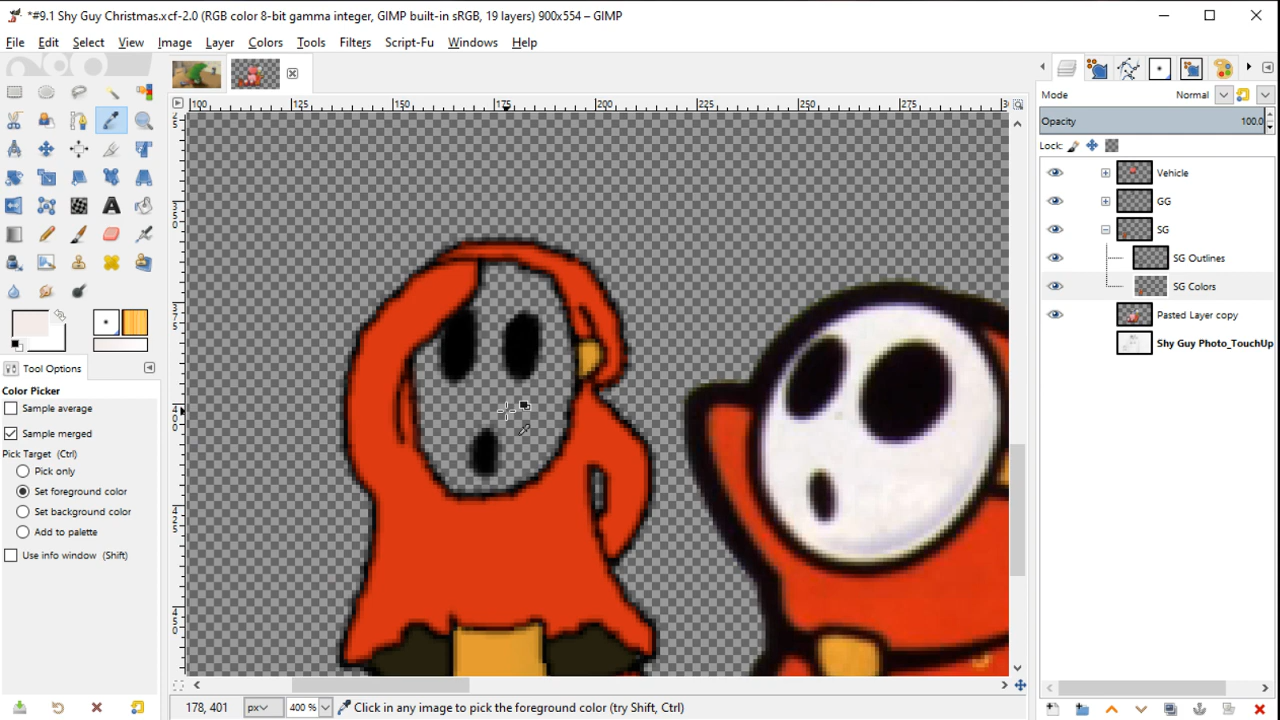 *#9.1 Shy Guy Christmas.xcf-2.0 (RGB color 8-bit gamma integer, GIMP built-in sRGB, 19 layers) 900x554 – GIMP
File Edit Select View Image Layer Colors Tools Filters Script-Fu Windows Help
Mode Normal
100 125 150 175 200 225 250 275
Opacity 100.0
Lock:
Vehicle
GG
SG
SG Outlines
SG Colors
Pasted Layer copy
Shy Guy Photo_TouchUp
350
375
400
425
450
Tool Options
Color Picker
Sample average
Sample merged
Pick Target (Ctrl)
Pick only
Set foreground color
Set background color
Add to palette
Use info window (Shift)
178, 401 px 400 % Click in any image to pick the foreground color (try Shift, Ctrl)